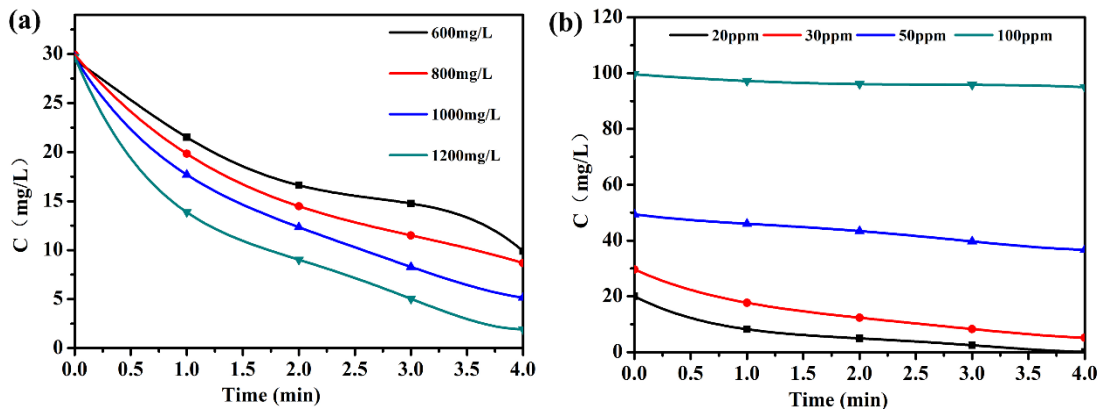 (a)
600mg/L
800mg/L
1000mg/L
1200mg/L
C（mg/L）
35
30
25
20
15
10
5
0
0.0 0.5 1.0 1.5 2.0 2.5 3.0 3.5 4.0
Time (min)
(b)
20ppm 30ppm 50ppm 100ppm
C（mg/L）
120
100
80
60
40
20
0
0.0 0.5 1.0 1.5 2.0 2.5 3.0 3.5 4.0
Time (min)